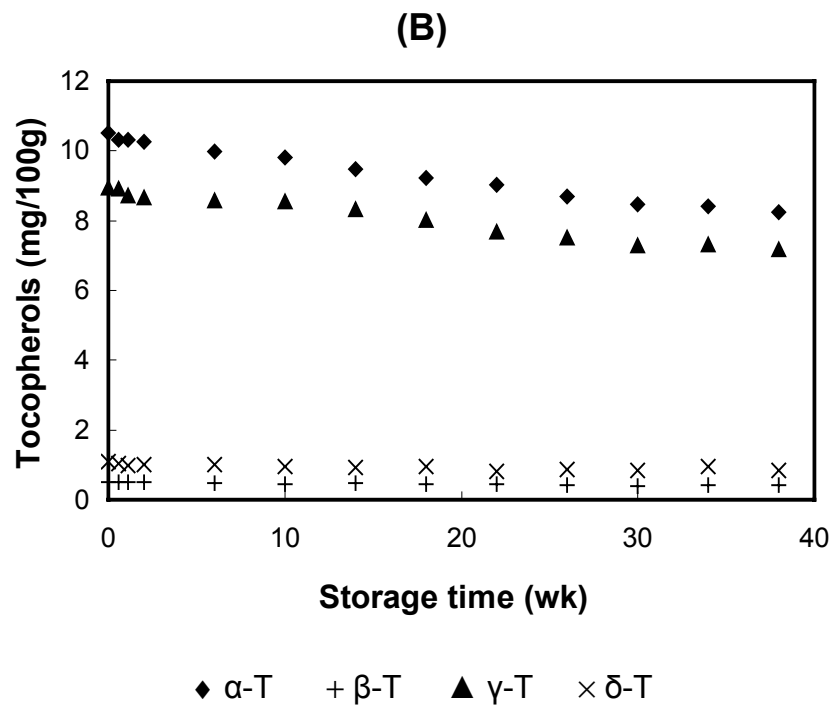 (B)
12
10
8
6
4
2
0
Tocopherols (mg/100g)
0 10 20 30 40
Storage time (wk)
α-T β-T γ-T δ-T